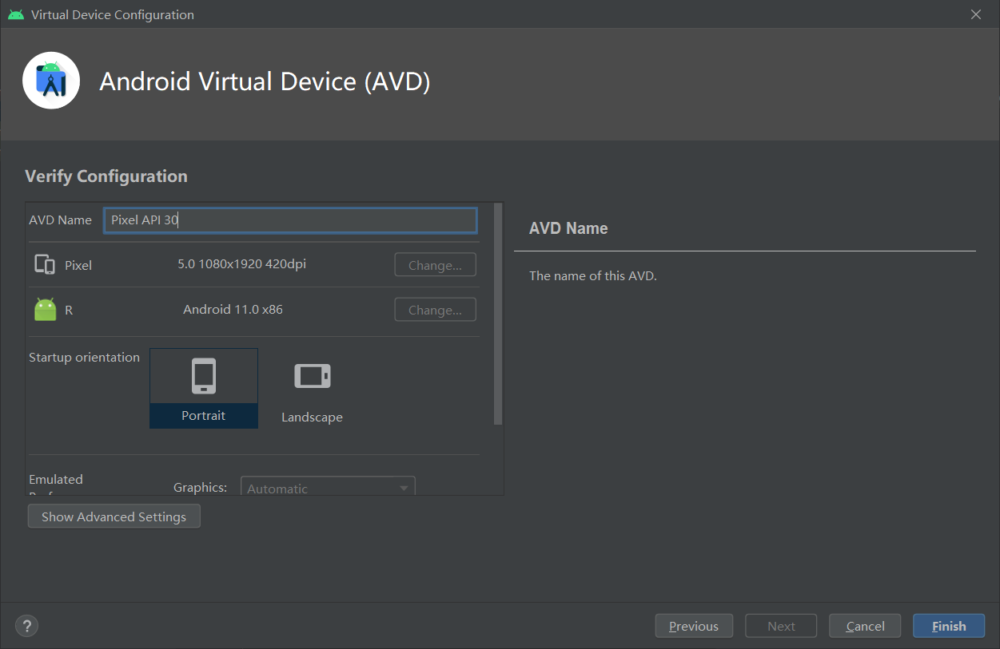 Virtual Device Configuration
Android Virtual Device (AVD)
Verify Configuration
AVD Name Pixel API 30
Pixel 5.0 1080x1920 420dpi Change...
R Android 11.0 x86 Change...
Startup orientation
Portrait Landscape
Emulated
Graphics: Automatic
Show Advanced Settings
AVD Name
The name of this AVD.
? Previous Next Cancel Finish